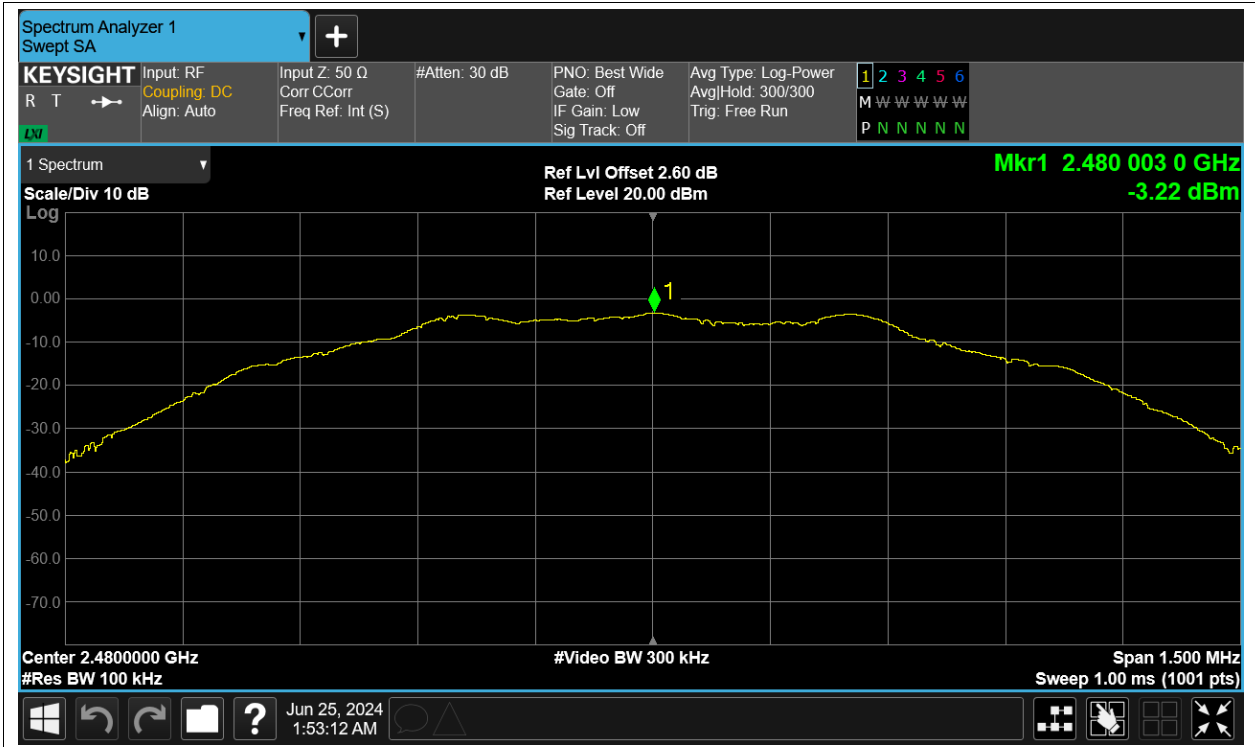 Spectrum Analyzer 1
Swept SA
+
KEYSIGHT
R T
LXI
Input: RF
Coupling: DC
Align: Auto
Input Z: 50 Ω
Corr CCorr
Freq Ref: Int (S)
#Atten: 30 dB
PNO: Best Wide
Gate: Off
IF Gain: Low
Sig Track: Off
Avg Type: Log-Power
Avg|Hold: 300/300
Trig: Free Run
1 2 3 4 5 6
M W W W W W
P N N N N N
1 Spectrum
Scale/Div 10 dB
Log
Ref Lvl Offset 2.60 dB
Ref Level 20.00 dBm
Mkr1 2.480 003 0 GHz
-3.22 dBm
10.0
0.00
-10.0
-20.0
-30.0
-40.0
-50.0
-60.0
-70.0
1
Center 2.4800000 GHz
#Res BW 100 kHz
#Video BW 300 kHz
Span 1.500 MHz
Sweep 1.00 ms (1001 pts)
?
Jun 25, 2024
1:53:12 AM